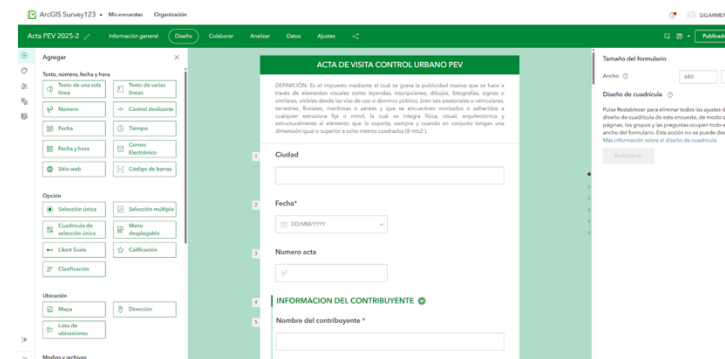 ArcGIS Survey123 Mis encuestas Organización SIGARMEN
Acta PEV 2025-2 Información general Diseño Colaborar Analizar Datos Ajustes Publicado
Agregar
Texto, número, fecha y hora
Texto de una sola línea
Texto de varias líneas
Número
Control deslizante
Fecha
Tiempo
Fecha y hora
Correo Electrónico
Sitio web
Código de barras
Opción
Selección única
Selección múltiple
Cuadrícula de selección única
Menú desplegable
Likert Scale
Calificación
Clasificación
Ubicación
Mapa
Dirección
Lista de ubicaciones
Medios y archivos
ACTA DE VISITA CONTROL URBANO PEV
DEFINICIÓN: Es el impuesto mediante el cual se grava la publicidad masiva que se hace a
través de elementos visuales como leyendas, inscripciones, dibujos, fotografías, signos o
similares, visibles desde las vías de uso o dominio público, bien sea peatonales o vehiculares,
terrestres, fluviales, marítimas o aéreas y que se encuentren montados o adheridos a
cualquier estructura fija o móvil, la cual se integra física, visual, arquitectónica y
estructuralmente al elemento que lo soporta, siempre y cuando en conjunto tengan una
dimensión igual o superior a ocho metros cuadrados (8 mts2 ).
1 Ciudad
2 Fecha*
DD/MM/YYYY
3 Numero acta
4 INFORMACION DEL CONTRIBUYENTE
5 Nombre del contribuyente *
Tamaño del formulario
Ancho 680
Diseño de cuadrícula
Pulse Restablecer para eliminar todos los ajustes d
diseño de cuadrícula de esta encuesta, de modo q
páginas, los grupos y las preguntas ocupen todo e
ancho del formulario. Esta acción no se puede des
Más información sobre el diseño de cuadrícula
Restablecer